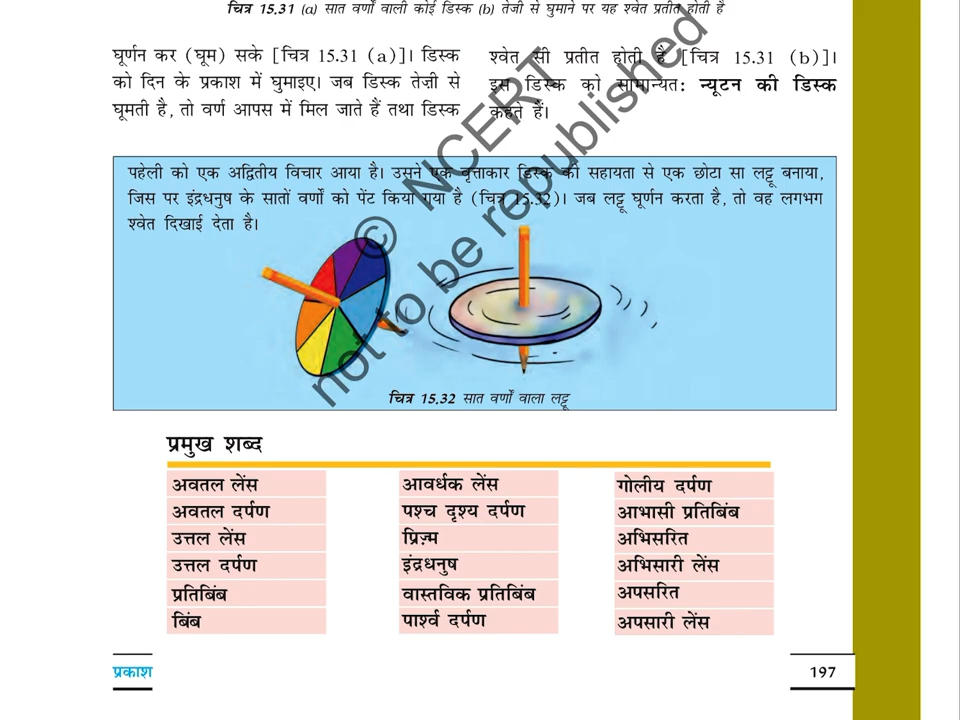 चित्र 15.31 (a) सात वर्णों वाली कोई डिस्क (b) तेज़ी से घुमाने पर यह श्वेत प्रतीत होती है
घूर्णन कर (घूम) सके [चित्र 15.31 (a)]। डिस्क
को दिन के प्रकाश में घुमाइए। जब डिस्क तेज़ी से
घूमती है, तो वर्ण आपस में मिल जाते हैं तथा डिस्क
श्वेत सी प्रतीत होती है [चित्र 15.31 (b)]।
इस डिस्क को सामान्यत: न्यूटन की डिस्क
कहते हैं।
पहेली को एक अद्वितीय विचार आया है। उसने एक वृत्ताकार डिस्क की सहायता से एक छोटा सा लट्टू बनाया,
जिस पर इंद्रधनुष के सातों वर्णों को पेंट किया गया है (चित्र 15.32)। जब लट्टू घूर्णन करता है, तो वह लगभग
श्वेत दिखाई देता है।
चित्र 15.32 सात वर्णों वाला लट्टू
© NCERT
not to be republished
प्रमुख शब्द
अवतल लेंस
अवतल दर्पण
उत्तल लेंस
उत्तल दर्पण
प्रतिबिंब
बिंब
आवर्धक लेंस
पश्च दृश्य दर्पण
प्रिज़्म
इंद्रधनुष
वास्तविक प्रतिबिंब
पार्श्व दर्पण
गोलीय दर्पण
आभासी प्रतिबिंब
अभिसरित
अभिसारी लेंस
अपसरित
अपसारी लेंस
प्रकाश
197